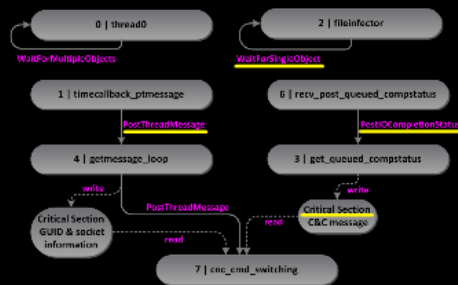 0 | thread0
2 | fileinfector
WaitForMultipleObjects
WaitForSingleObject
1 | timecallback_ptmessage
6 | recv_post_queued_compstatus
PostThreadMessage
PostIOCompletionStatus
4 | getmessage_loop
3 | get_queued_compstatus
write
write
PostThreadMessage
Critical Section
GUID & socket
information
Critical Section
C&C message
read
read
7 | cnc_cmd_switching